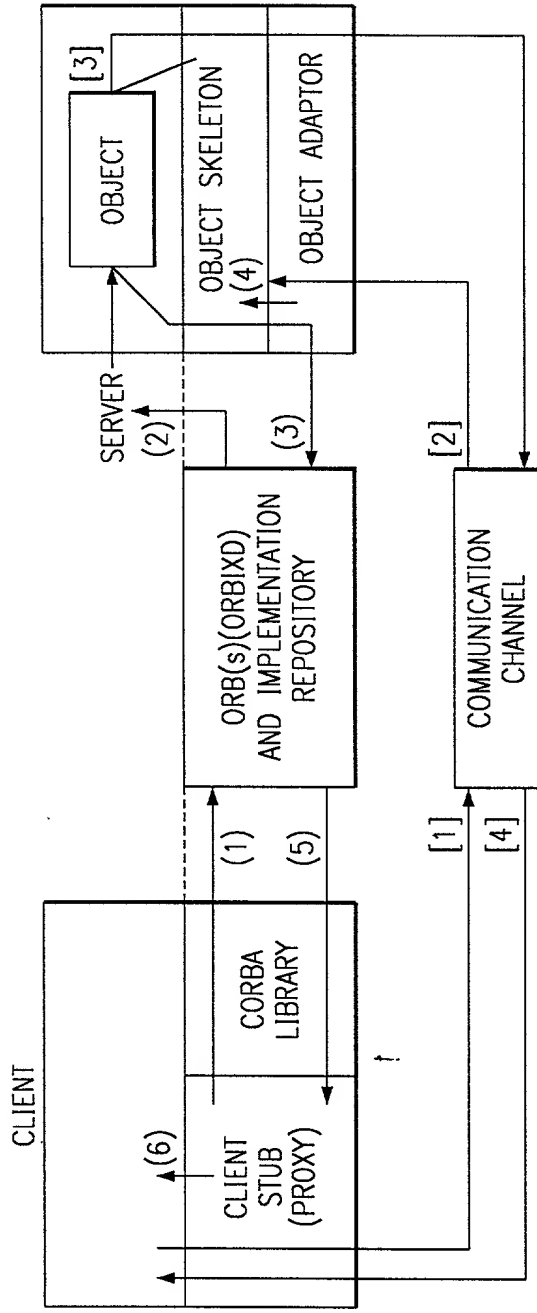 CLIENT
(6)
CLIENT
STUB
(PROXY)
CORBA
LIBRARY
(1)
(5)
[1]
[4]
ORB(s)(ORBIXD)
AND IMPLEMENTATION
REPOSITORY
COMMUNICATION
CHANNEL
SERVER
(2)
(3)
[2]
OBJECT
[3]
OBJECT SKELETON
(4)
OBJECT ADAPTOR